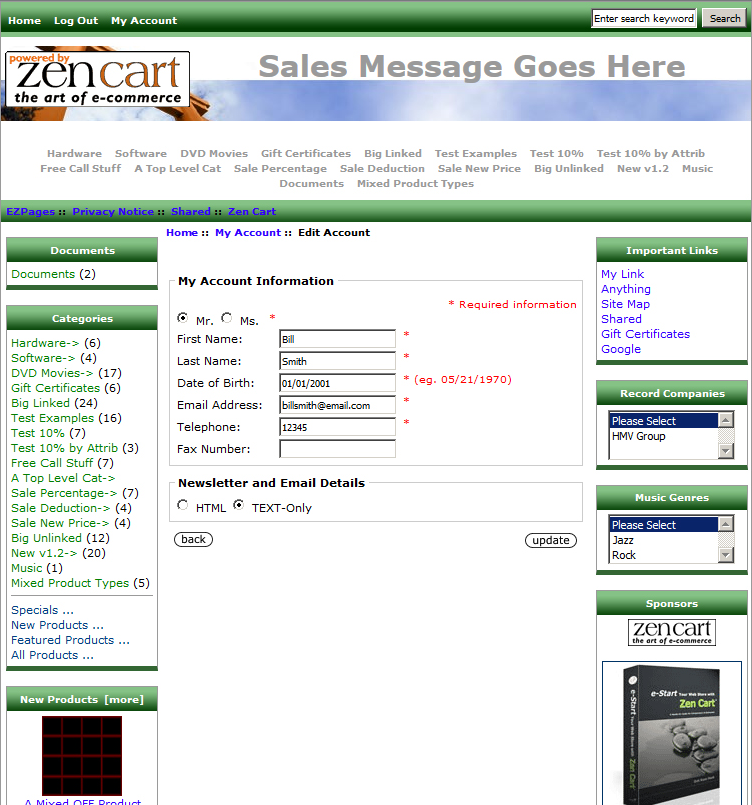 Home Log Out My Account
Enter search keyword Search
powered by
zen cart
the art of e-commerce
Sales Message Goes Here
Hardware Software DVD Movies Gift Certificates Big Linked Test Examples Test 10% Test 10% by Attrib
Free Call Stuff A Top Level Cat Sale Percentage Sale Deduction Sale New Price Big Unlinked New v1.2 Music
Documents Mixed Product Types
EZPages :: Privacy Notice :: Shared :: Zen Cart
Documents
Documents (2)
Categories
Hardware-> (6)
Software-> (4)
DVD Movies-> (17)
Gift Certificates (6)
Big Linked (24)
Test Examples (16)
Test 10% (7)
Test 10% by Attrib (3)
Free Call Stuff (7)
A Top Level Cat->
Sale Percentage-> (7)
Sale Deduction-> (4)
Sale New Price-> (4)
Big Unlinked (12)
New v1.2-> (20)
Music (1)
Mixed Product Types (5)
Specials ...
New Products ...
Featured Products ...
All Products ...
New Products [more]
A Mixed OFF Product
Home :: My Account :: Edit Account
My Account Information
* Required information
Mr. Ms. *
First Name: Bill *
Last Name: Smith *
Date of Birth: 01/01/2001 * (eg. 05/21/1970)
Email Address: billsmith@email.com *
Telephone: 12345 *
Fax Number:
Newsletter and Email Details
HTML TEXT-Only
back update
Important Links
My Link
Anything
Site Map
Shared
Gift Certificates
Google
Record Companies
Please Select
HMV Group
Music Genres
Please Select
Jazz
Rock
Sponsors
zen cart
the art of e-commerce
e-Start Your Web Store with
Zen Cart